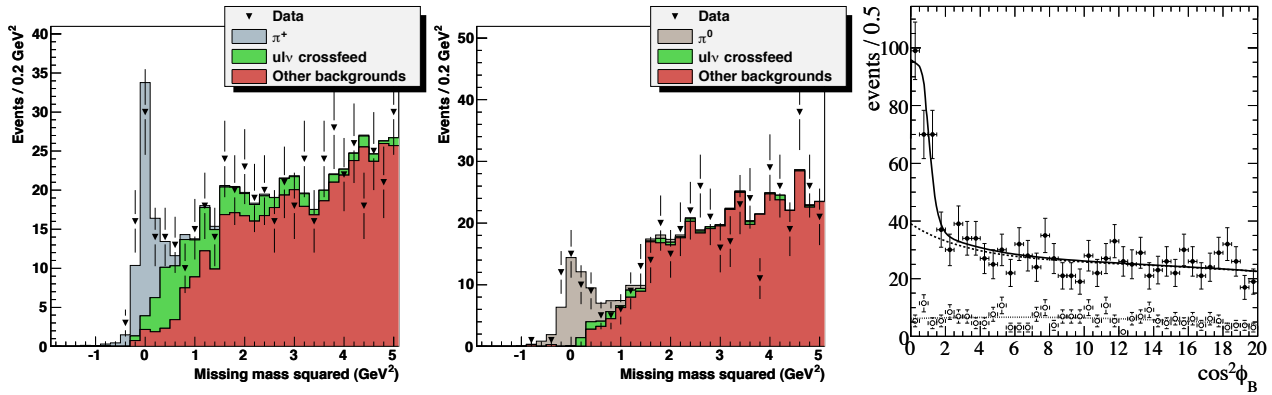 Events / 0.2 GeV²
40
35
30
25
20
15
10
5
0
-1 0 1 2 3 4 5
Missing mass squared (GeV²)
Data
π⁺
ulν crossfeed
Other backgrounds
Events / 0.2 GeV²
50
40
30
20
10
0
-1 0 1 2 3 4 5
Missing mass squared (GeV²)
Data
π⁰
ulν crossfeed
Other backgrounds
events / 0.5
100
80
60
40
20
0
0 2 4 6 8 10 12 14 16 18 20
cos²ϕ_B